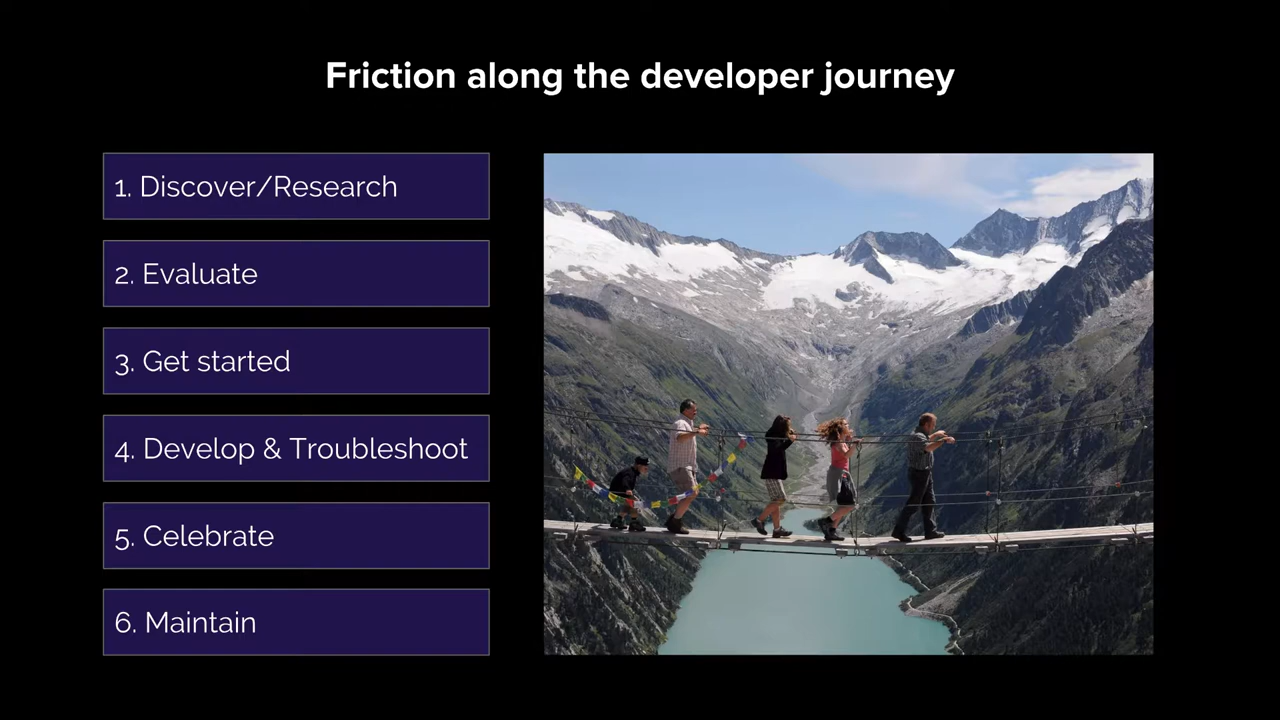 Friction along the developer journey
1. Discover/Research
2. Evaluate
3. Get started
4. Develop & Troubleshoot
5. Celebrate
6. Maintain